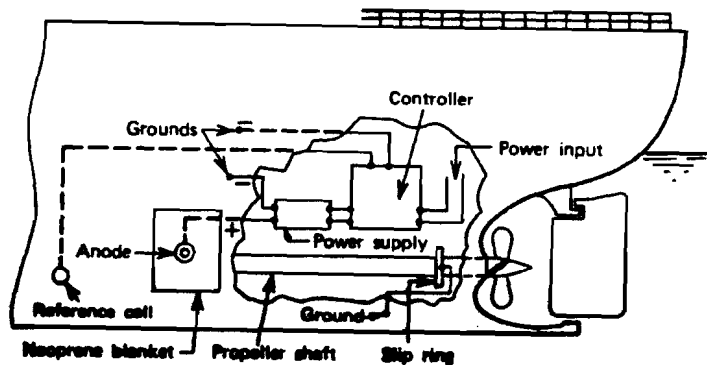 Controller
Grounds
Power input
+
Power supply
Anode
Reference cell
Ground
Neoprene blanket
Propeller shaft
Slip ring